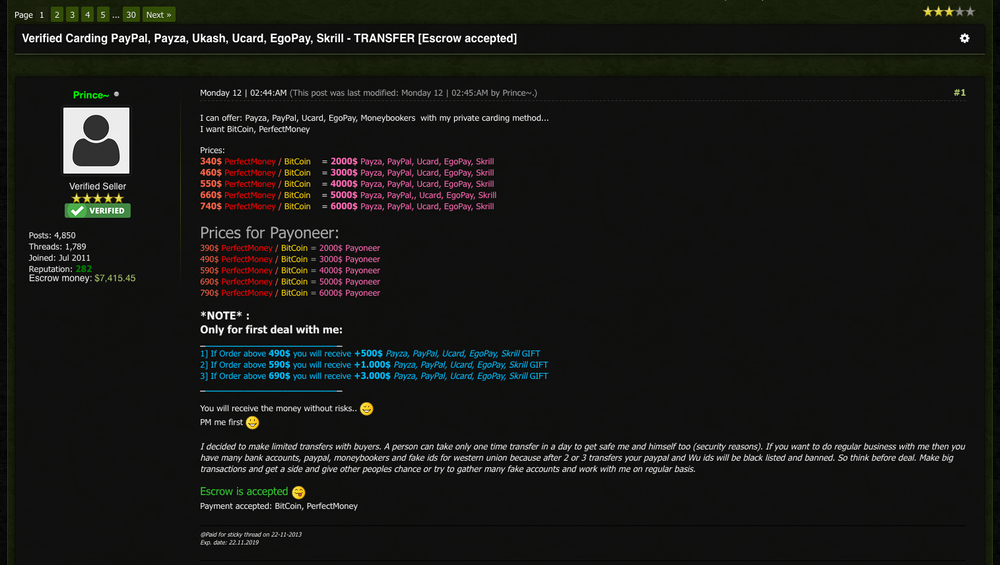 Page 1 2 3 4 5 ... 30 Next »
Verified Carding PayPal, Payza, Ukash, Ucard, EgoPay, Skrill - TRANSFER [Escrow accepted]
Prince~
Verified Seller
VERIFIED
Posts: 4,850
Threads: 1,789
Joined: Jul 2011
Reputation: 282
Escrow money: $7,415.45
Monday 12 | 02:44:AM (This post was last modified: Monday 12 | 02:45:AM by Prince~.)
#1
I can offer: Payza, PayPal, Ucard, EgoPay, Moneybookers with my private carding method...
I want BitCoin, PerfectMoney
Prices:
340$ PerfectMoney / BitCoin = 2000$ Payza, PayPal, Ucard, EgoPay, Skrill
460$ PerfectMoney / BitCoin = 3000$ Payza, PayPal, Ucard, EgoPay, Skrill
550$ PerfectMoney / BitCoin = 4000$ Payza, PayPal, Ucard, EgoPay, Skrill
660$ PerfectMoney / BitCoin = 5000$ Payza, PayPal,, Ucard, EgoPay, Skrill
740$ PerfectMoney / BitCoin = 6000$ Payza, PayPal, Ucard, EgoPay, Skrill
Prices for Payoneer:
390$ PerfectMoney / BitCoin = 2000$ Payoneer
490$ PerfectMoney / BitCoin = 3000$ Payoneer
590$ PerfectMoney / BitCoin = 4000$ Payoneer
690$ PerfectMoney / BitCoin = 5000$ Payoneer
790$ PerfectMoney / BitCoin = 6000$ Payoneer
*NOTE* :
Only for first deal with me:
1] If Order above 490$ you will receive +500$ Payza, PayPal, Ucard, EgoPay, Skrill GIFT
2] If Order above 590$ you will receive +1.000$ Payza, PayPal, Ucard, EgoPay, Skrill GIFT
3] If Order above 690$ you will receive +3.000$ Payza, PayPal, Ucard, EgoPay, Skrill GIFT
You will receive the money without risks..
PM me first
I decided to make limited transfers with buyers. A person can take only one time transfer in a day to get safe me and himself too (security reasons). If you want to do regular business with me then you
have many bank accounts, paypal, moneybookers and fake ids for western union because after 2 or 3 transfers your paypal and Wu ids will be black listed and banned. So think before deal. Make big
transactions and get a side and give other peoples chance or try to gather many fake accounts and work with me on regular basis.
Escrow is accepted
Payment accepted: BitCoin, PerfectMoney
@Paid for sticky thread on 22-11-2013
Exp. date: 22.11.2019